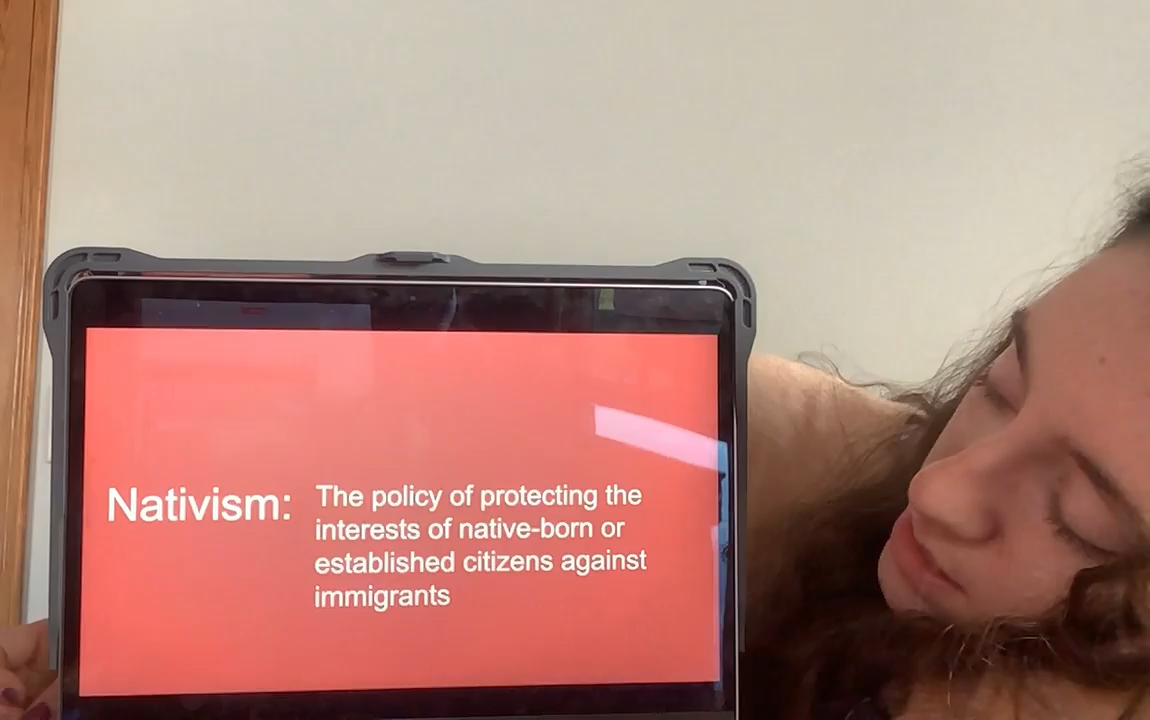 Nativism:
The policy of protecting the
interests of native-born or
established citizens against
immigrants